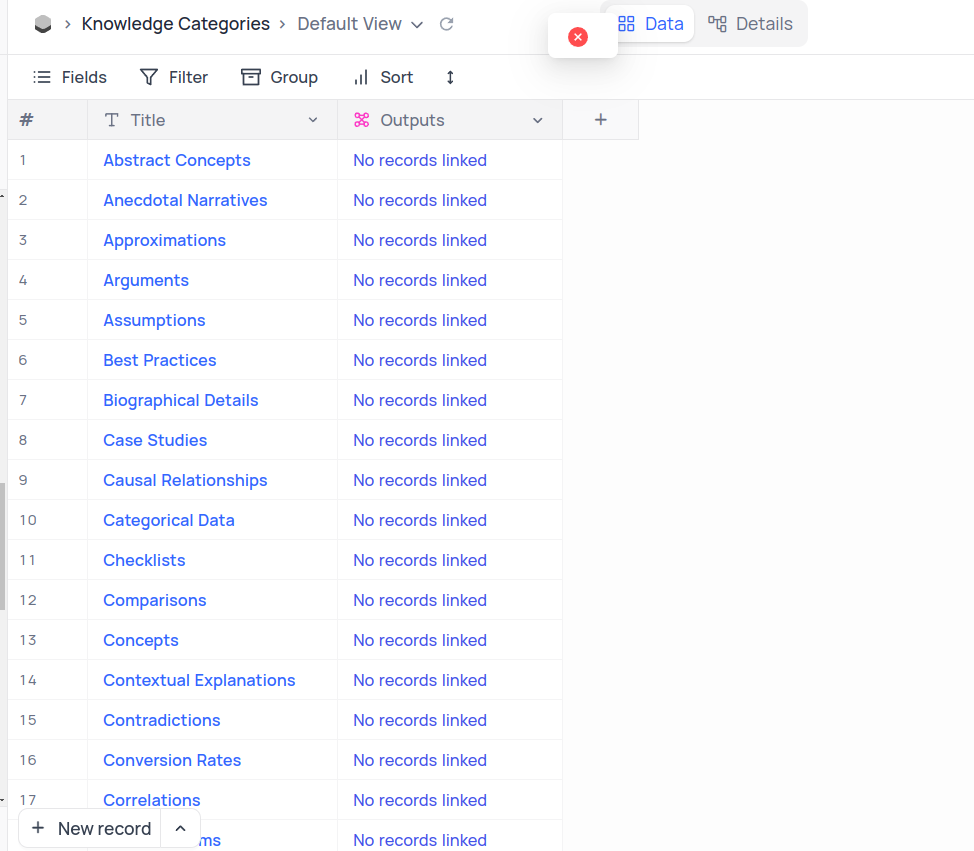 Knowledge Categories Default View Data Details
Fields Filter Group Sort
# Title Outputs +
1 Abstract Concepts No records linked
2 Anecdotal Narratives No records linked
3 Approximations No records linked
4 Arguments No records linked
5 Assumptions No records linked
6 Best Practices No records linked
7 Biographical Details No records linked
8 Case Studies No records linked
9 Causal Relationships No records linked
10 Categorical Data No records linked
11 Checklists No records linked
12 Comparisons No records linked
13 Concepts No records linked
14 Contextual Explanations No records linked
15 Contradictions No records linked
16 Conversion Rates No records linked
17 Correlations No records linked
+ New record ms No records linked